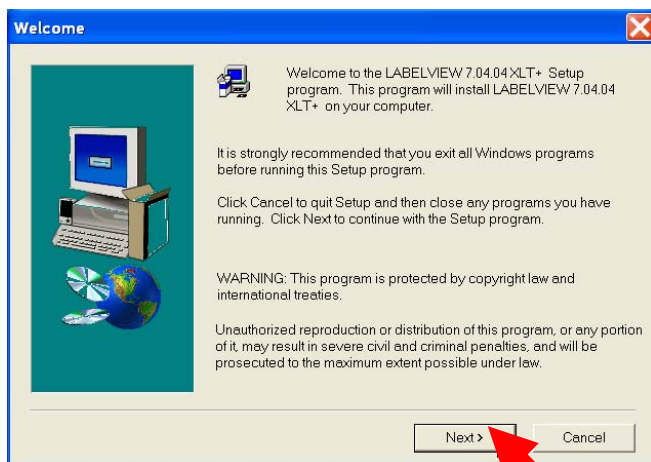 Welcome
Welcome to the LABELVIEW 7.04.04 XLT+ Setup
program. This program will install LABELVIEW 7.04.04
XLT+ on your computer.
It is strongly recommended that you exit all Windows programs
before running this Setup program.
Click Cancel to quit Setup and then close any programs you have
running. Click Next to continue with the Setup program.
WARNING: This program is protected by copyright law and
international treaties.
Unauthorized reproduction or distribution of this program, or any portion
of it, may result in severe civil and criminal penalties, and will be
prosecuted to the maximum extent possible under law.
Next > Cancel